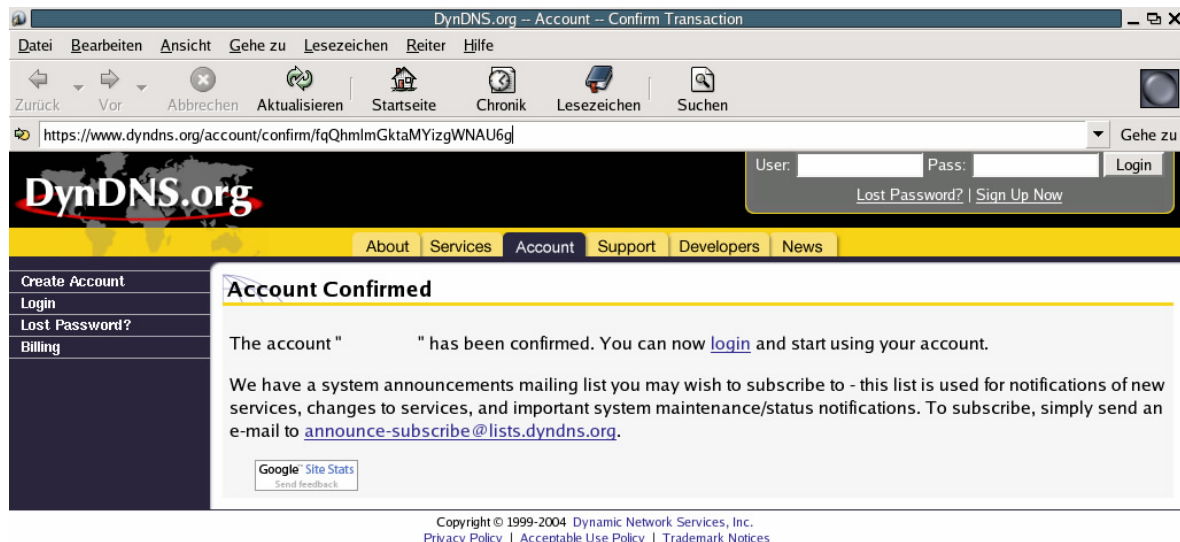 DynDNS.org -- Account -- Confirm Transaction
Datei Bearbeiten Ansicht Gehe zu Lesezeichen Reiter Hilfe
Zurück Vor Abbrechen Aktualisieren Startseite Chronik Lesezeichen Suchen
https://www.dyndns.org/account/confirm/fqQhmImGktaMYizgWNAU6g Gehe zu
DynDNS.org
User: Pass: Login
Lost Password? | Sign Up Now
About Services Account Support Developers News
Create Account
Login
Lost Password?
Billing
Account Confirmed
The account " " has been confirmed. You can now login and start using your account.
We have a system announcements mailing list you may wish to subscribe to - this list is used for notifications of new
services, changes to services, and important system maintenance/status notifications. To subscribe, simply send an
e-mail to announce-subscribe@lists.dyndns.org.
Google™ Site Stats
Send feedback
Copyright © 1999-2004 Dynamic Network Services, Inc.
Privacy Policy | Acceptable Use Policy | Trademark Notices